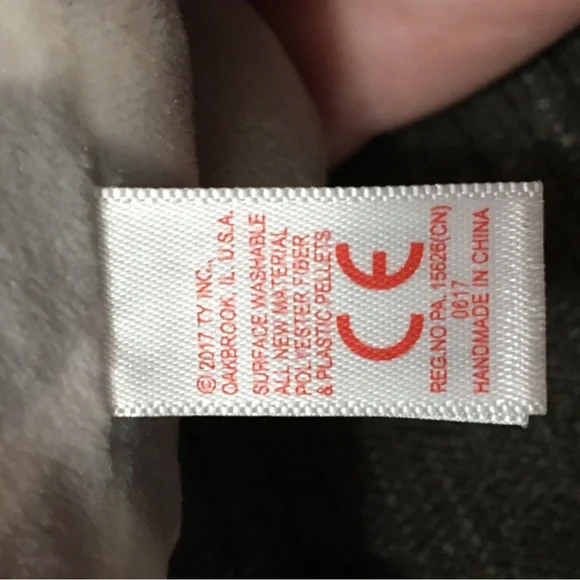 © 2017 TY INC.,
OAKBROOK, IL, U.S.A.
SURFACE WASHABLE
ALL NEW MATERIAL
POLYESTER FIBER
& PLASTIC PELLETS
CE
REG.NO PA. 15626(CN)
0617
HANDMADE IN CHINA